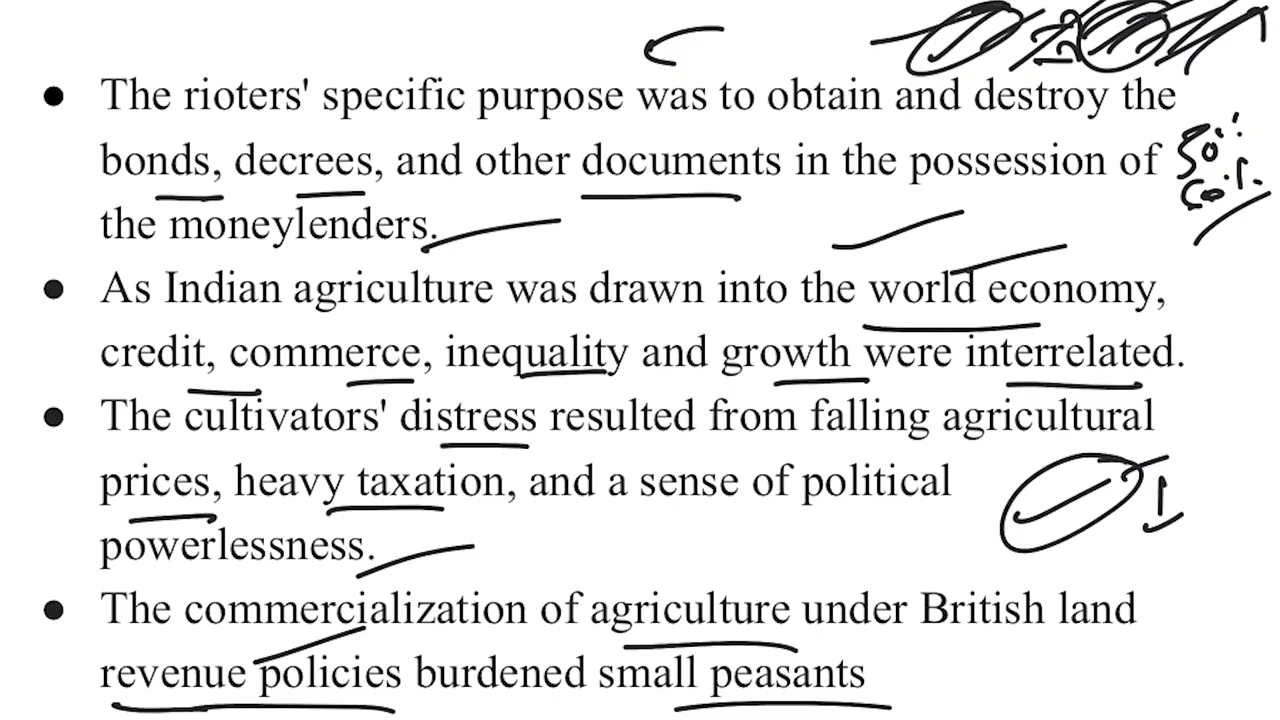 • The rioters' specific purpose was to obtain and destroy the
bonds, decrees, and other documents in the possession of
the moneylenders.
• As Indian agriculture was drawn into the world economy,
credit, commerce, inequality and growth were interrelated.
• The cultivators' distress resulted from falling agricultural
prices, heavy taxation, and a sense of political
powerlessness.
• The commercialization of agriculture under British land
revenue policies burdened small peasants